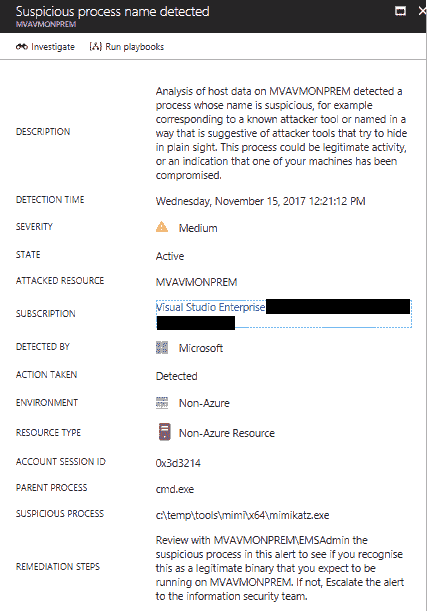 Suspicious process name detected
MVAVMONPREM
Investigate
Run playbooks
DESCRIPTION
Analysis of host data on MVAVMONPREM detected a
process whose name is suspicious, for example
corresponding to a known attacker tool or named in a
way that is suggestive of attacker tools that try to hide
in plain sight. This process could be legitimate activity,
or an indication that one of your machines has been
compromised.
DETECTION TIME
Wednesday, November 15, 2017 12:21:12 PM
SEVERITY
Medium
STATE
Active
ATTACKED RESOURCE
MVAVMONPREM
SUBSCRIPTION
Visual Studio Enterprise
DETECTED BY
Microsoft
ACTION TAKEN
Detected
ENVIRONMENT
Non-Azure
RESOURCE TYPE
Non-Azure Resource
ACCOUNT SESSION ID
0x3d3214
PARENT PROCESS
cmd.exe
SUSPICIOUS PROCESS
c:\temp\tools\mimi\x64\mimikatz.exe
REMEDIATION STEPS
Review with MVAVMONPREM\EMSAdmin the
suspicious process in this alert to see if you recognise
this as a legitimate binary that you expect to be
running on MVAVMONPREM. If not, Escalate the alert
to the information security team.